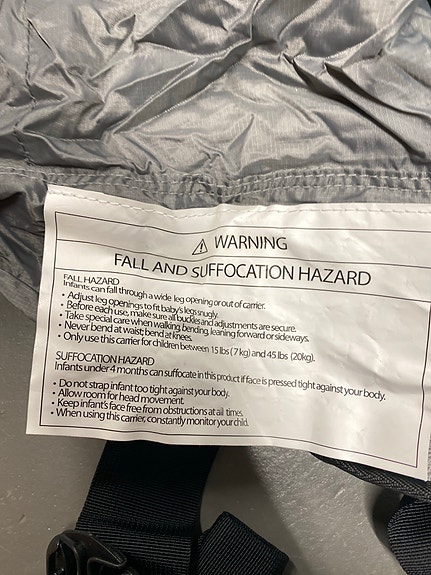 ⚠ WARNING
FALL AND SUFFOCATION HAZARD
FALL HAZARD
Infants can fall through a wide leg opening or out of carrier.
• Adjust leg openings to fit baby's legs snugly.
• Before each use, make sure all buckles and adjustments are secure.
• Take special care when walking, bending, leaning forward or sideways.
• Never bend at waist; bend at knees.
• Only use this carrier for children between 15 lbs (7 kg) and 45 lbs (20kg).
SUFFOCATION HAZARD
Infants under 4 months can suffocate in this product if face is pressed tight against your body.
• Do not strap infant too tight against your body.
• Allow room for head movement.
• Keep infant's face free from obstructions at all times.
• When using this carrier, constantly monitor your child.